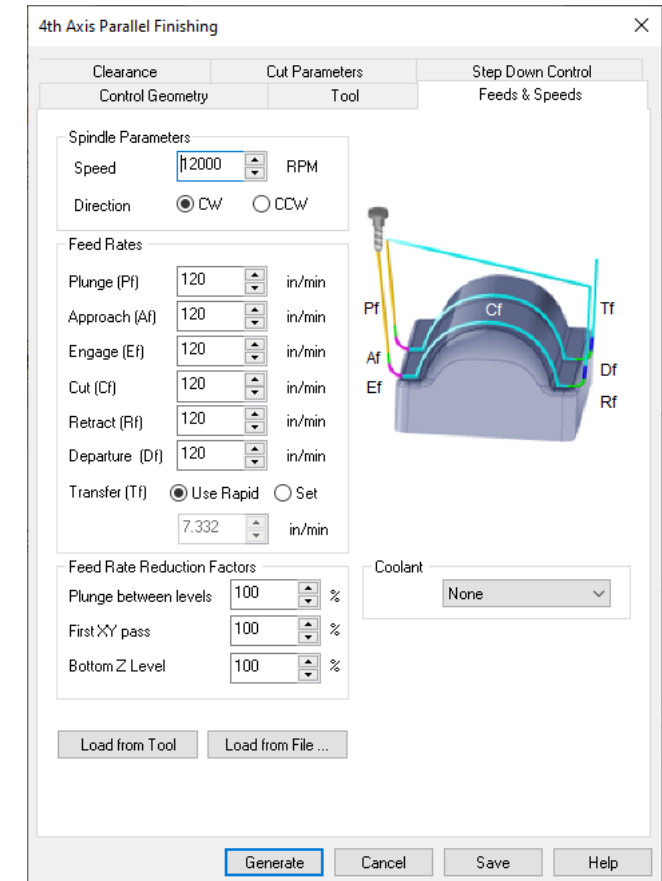 4th Axis Parallel Finishing
Clearance Cut Parameters Step Down Control
Control Geometry Tool Feeds & Speeds
Spindle Parameters
Speed 12000 RPM
Direction CW CCW
Feed Rates
Plunge (Pf) 120 in/min
Approach (Af) 120 in/min
Engage (Ef) 120 in/min
Cut (Cf) 120 in/min
Retract (Rf) 120 in/min
Departure (Df) 120 in/min
Transfer (Tf) Use Rapid Set
7.332 in/min
Pf Cf Tf
Af Df
Ef Rf
Feed Rate Reduction Factors
Plunge between levels 100 %
First XY pass 100 %
Bottom Z Level 100 %
Coolant
None
Load from Tool Load from File ...
Generate Cancel Save Help